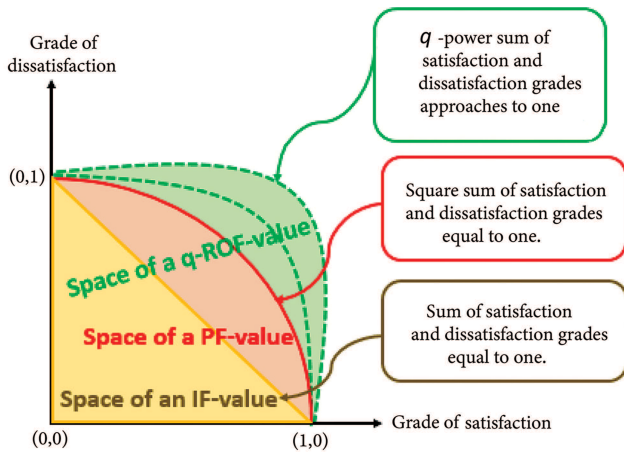 Grade of
dissatisfaction
q -power sum of
satisfaction and
dissatisfaction grades
approaches to one
(0,1)
Square sum of satisfaction
and dissatisfaction grades
equal to one.
Space of a q-ROF-value
Space of a PF-value
Sum of satisfaction
and dissatisfaction grades
equal to one.
Space of an IF-value
(0,0)
(1,0)
Grade of satisfaction